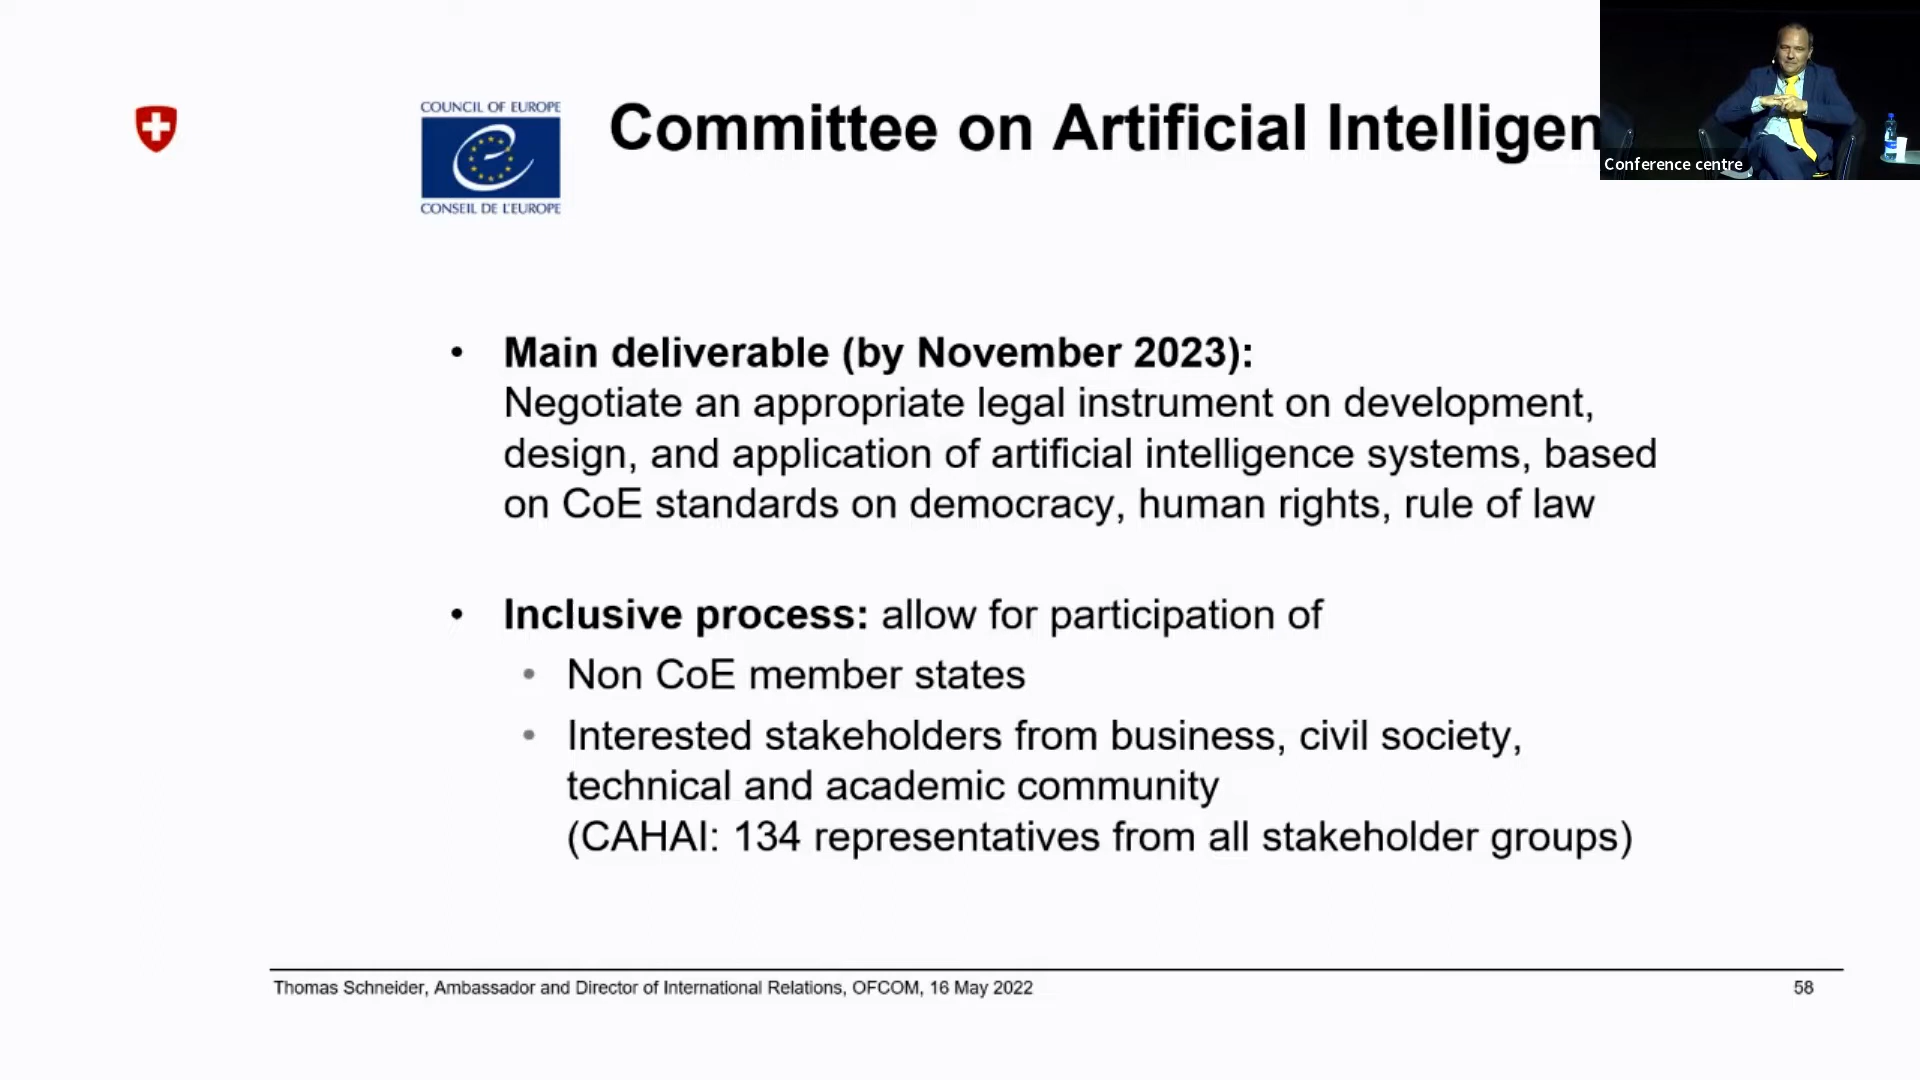 COUNCIL OF EUROPE
CONSEIL DE L'EUROPE
Committee on Artificial Intelligen
Conference centre
• Main deliverable (by November 2023):
Negotiate an appropriate legal instrument on development,
design, and application of artificial intelligence systems, based
on CoE standards on democracy, human rights, rule of law
• Inclusive process: allow for participation of
• Non CoE member states
• Interested stakeholders from business, civil society,
technical and academic community
(CAHAI: 134 representatives from all stakeholder groups)
Thomas Schneider, Ambassador and Director of International Relations, OFCOM, 16 May 2022
58